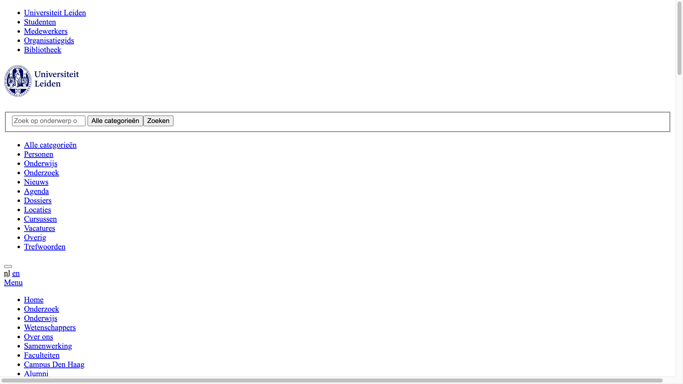 Universiteit Leiden
Studenten
Medewerkers
Organisatiegids
Bibliotheek
Universiteit
Leiden
Zoek op onderwerp o
Alle categorieën Zoeken
Alle categorieën
Personen
Onderwijs
Onderzoek
Nieuws
Agenda
Dossiers
Locaties
Cursussen
Vacatures
Overig
Trefwoorden
nl en
Menu
Home
Onderzoek
Onderwijs
Wetenschappers
Over ons
Samenwerking
Faculteiten
Campus Den Haag
Alumni